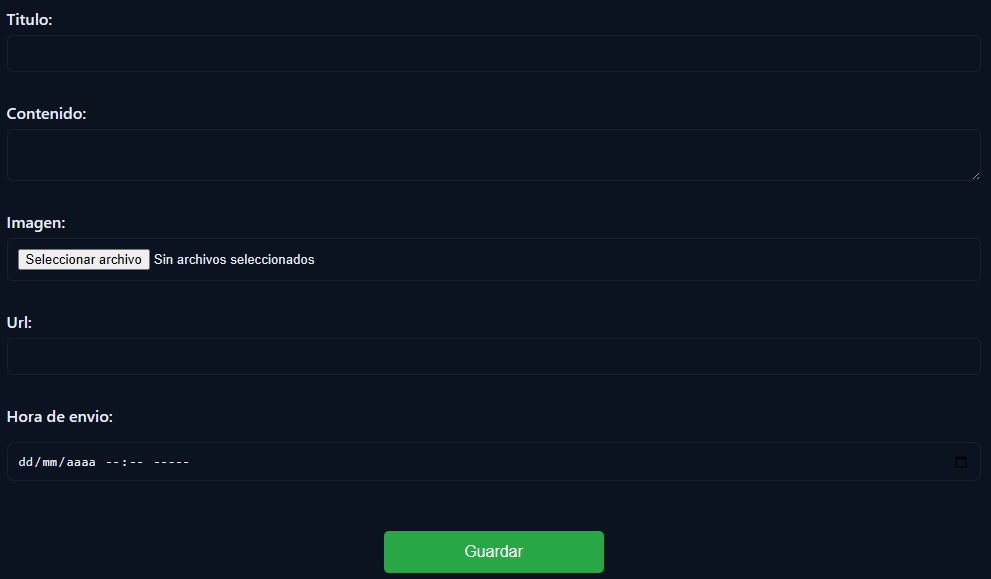 Titulo:
Contenido:
Imagen:
Seleccionar archivo Sin archivos seleccionados
Url:
Hora de envio:
dd/mm/aaaa --:-- -----
Guardar